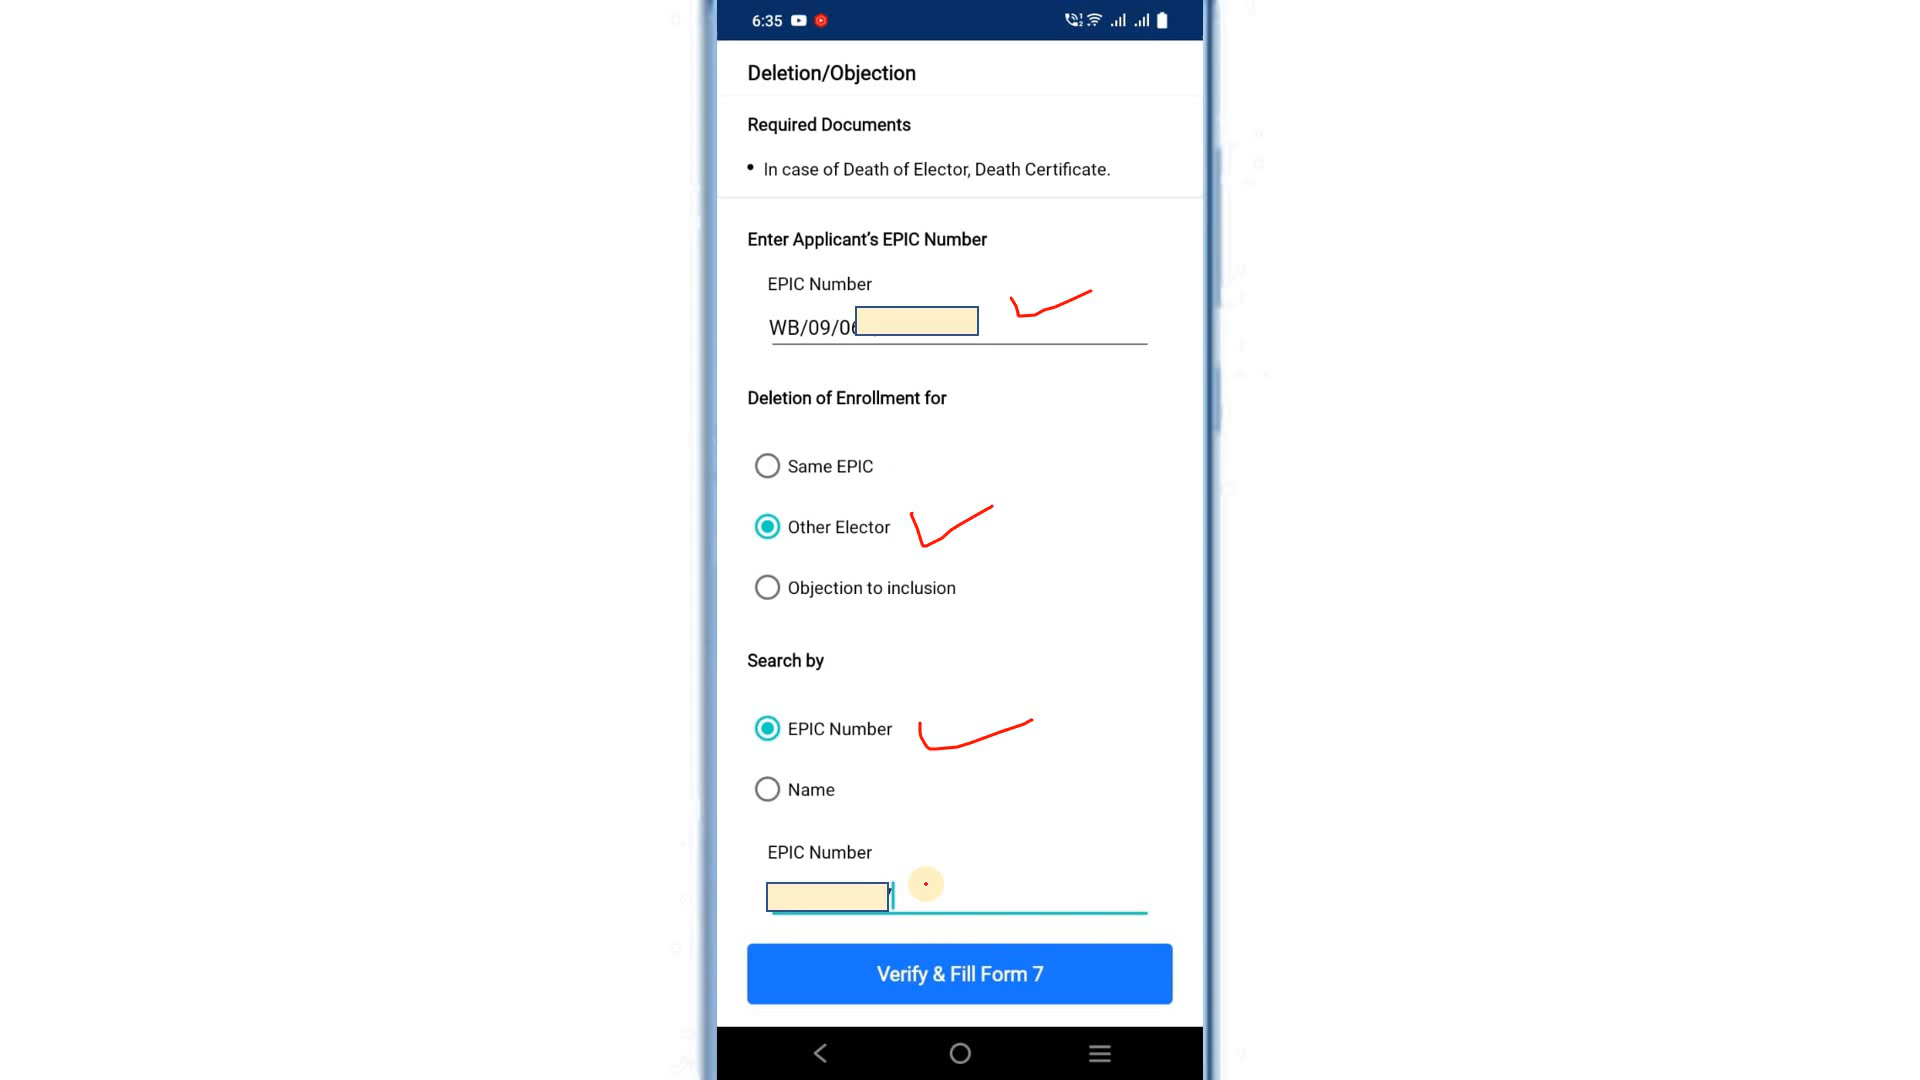 6:35
Deletion/Objection
Required Documents
• In case of Death of Elector, Death Certificate.
Enter Applicant's EPIC Number
EPIC Number
WB/09/06
Deletion of Enrollment for
Same EPIC
Other Elector
Objection to inclusion
Search by
EPIC Number
Name
EPIC Number
Verify & Fill Form 7